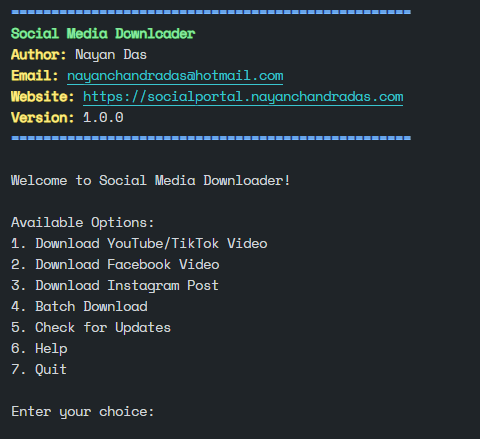 ==================================================
Social Media Downloader
Author: Nayan Das
Email: nayanchandradas@hotmail.com
Website: https://socialportal.nayanchandradas.com
Version: 1.0.0
==================================================
Welcome to Social Media Downloader!
Available Options:
1. Download YouTube/TikTok Video
2. Download Facebook Video
3. Download Instagram Post
4. Batch Download
5. Check for Updates
6. Help
7. Quit
Enter your choice: